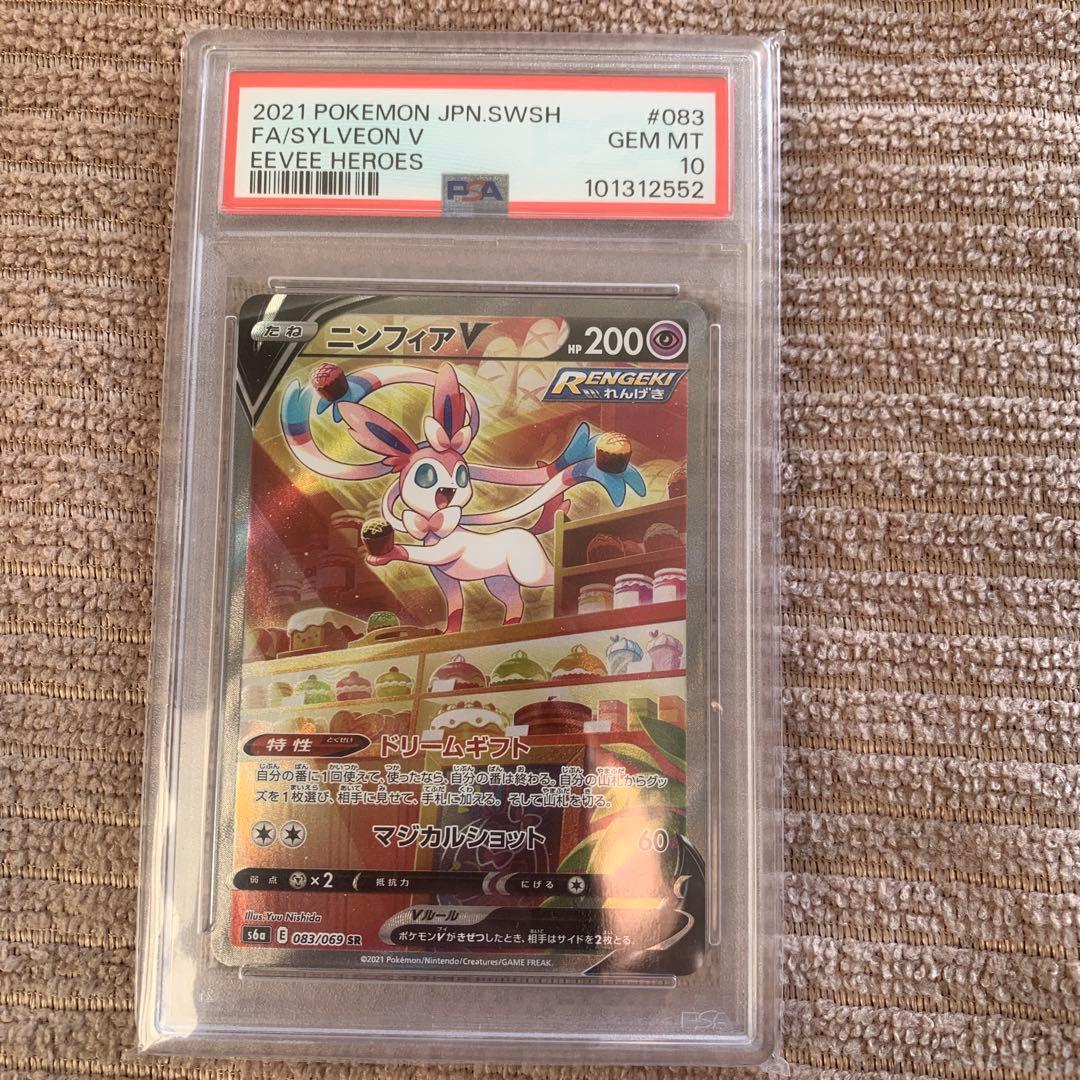 2021 POKEMON JPN.SWSH #083
FA/SYLVEON V GEM MT
EEVEE HEROES 10
PSA 101312552
たね ニンフィアV HP 200
RENGEKI
れんげき
特性 とくせい ドリームギフト
自分の番に1回使えて、使ったなら、自分の番は終わる。自分の山札からグッ
ズを1枚選び、相手に見せて、手札に加える。そして山札を切る。
マジカルショット 60
弱点 ×2 抵抗力 にげる
Illus. Yuu Nishida
Vルール
s6a E 083/069 SR
ポケモンVがきぜつしたとき、相手はサイドを2枚とる。
©2021 Pokémon/Nintendo/Creatures/GAME FREAK.
PSA